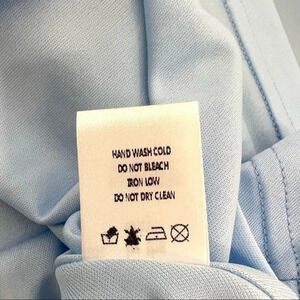 HAND WASH COLD
DO NOT BLEACH
IRON LOW
DO NOT DRY CLEAN